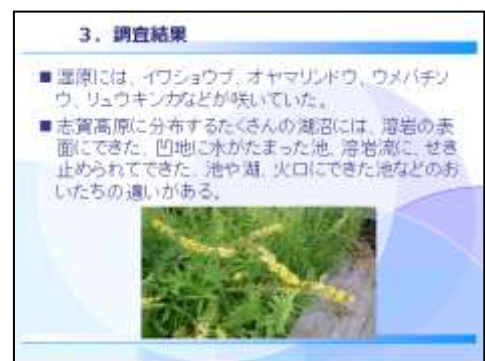 3. 調査結果
■ 湿原には、イワショウブ、オヤマリンドウ、ウメバチソ
ウ、リュウキンカなどが咲いていた。
■ 志賀高原に分布するたくさんの湖沼には、溶岩の表
面にできた、凹地に水がたまった池、溶岩流に、せき
止められてできた、池や湖、火口にできた池などのお
いたちの違いがある。